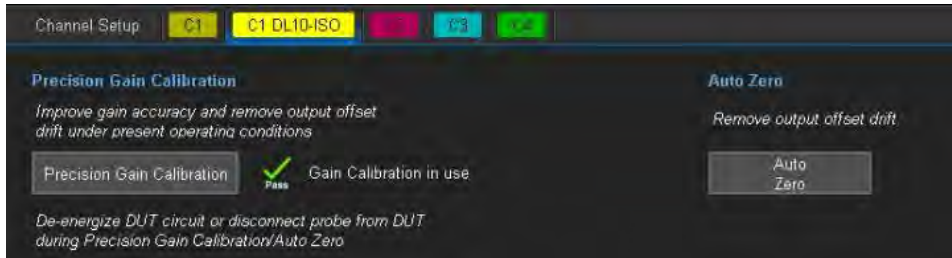 Channel Setup C1 C1 DL10-ISO C3 C4
Precision Gain Calibration Auto Zero
Improve gain accuracy and remove output offset
drift under present operating conditions
Remove output offset drift
Precision Gain Calibration Pass Gain Calibration in use
Auto
Zero
De-energize DUT circuit or disconnect probe from DUT
during Precision Gain Calibration/Auto Zero